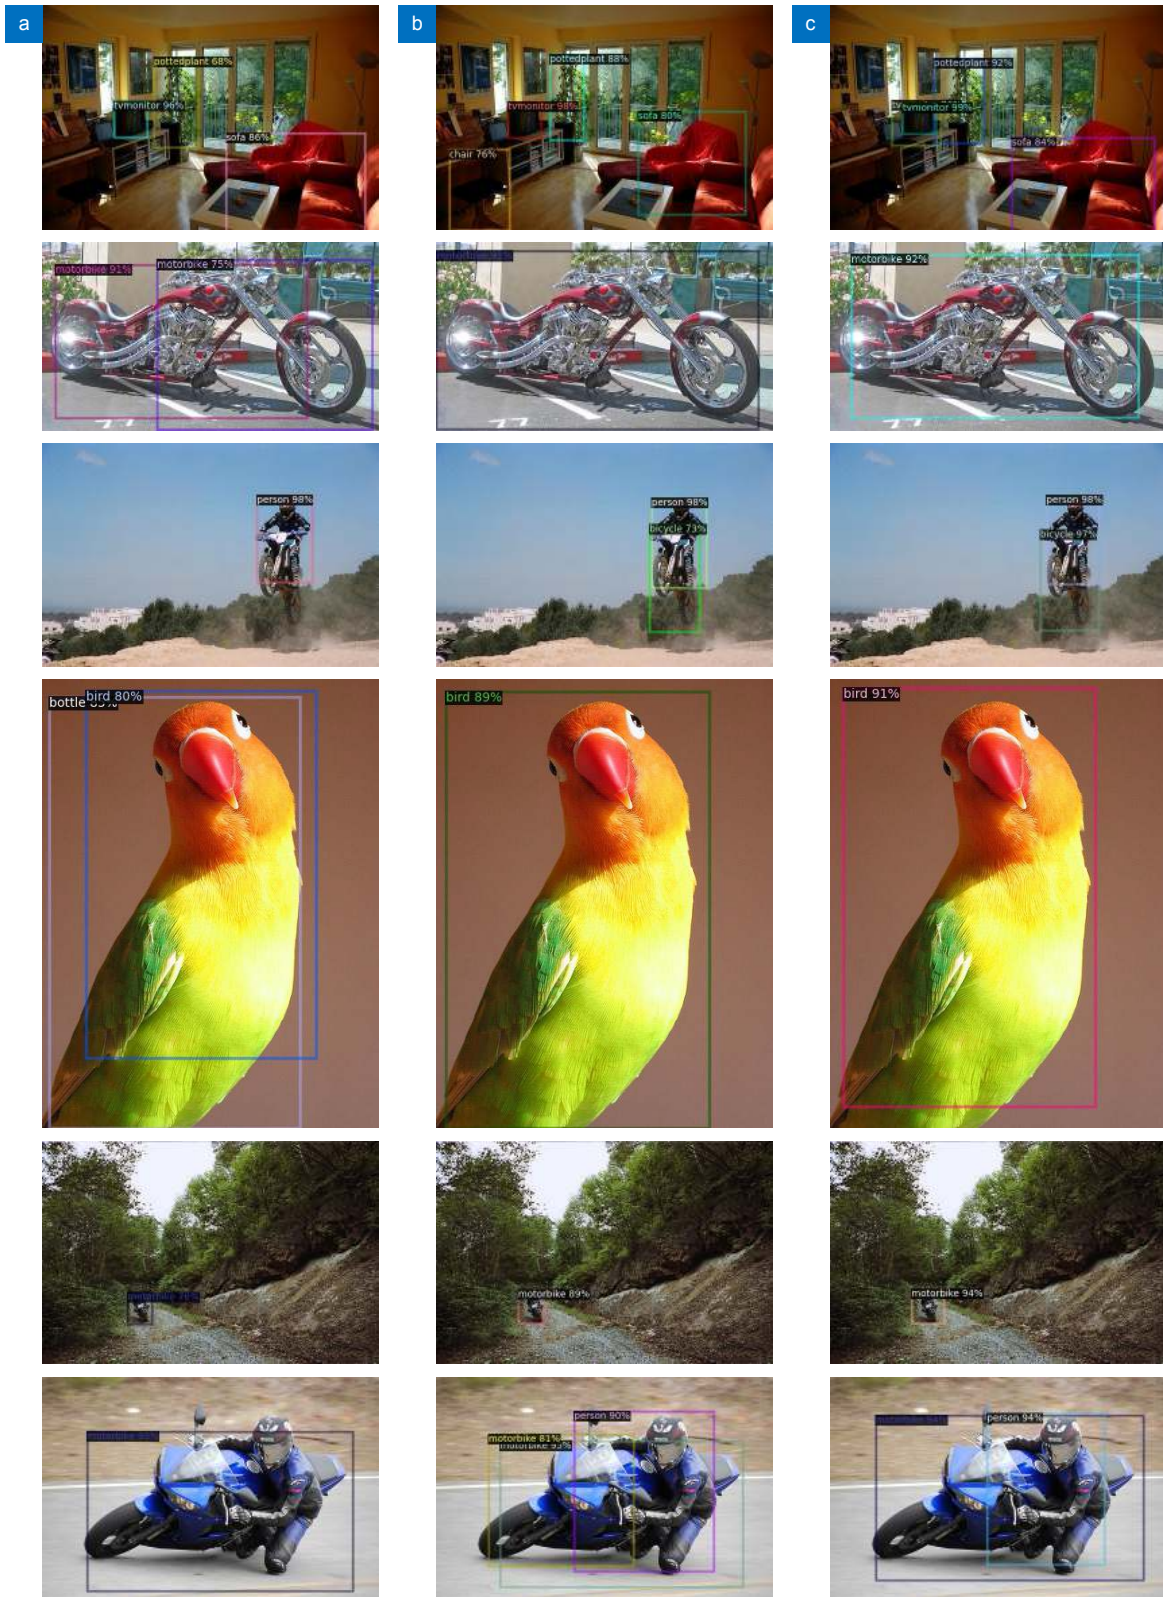 a
b
c
pottedplant 68%
tvmonitor 96%
sofa 86%
pottedplant 88%
tvmonitor 98%
sofa 80%
chair 76%
pottedplant 92%
tvmonitor 99%
sofa 84%
motorbike 91%
motorbike 75%
motorbike 92%
person 98%
person 98%
bicycle 73%
person 98%
bicycle 97%
bird 80%
bottle
bird 89%
bird 91%
motorbike 89%
motorbike 94%
person 90%
motorbike 81%
motorbike 93%
person 94%